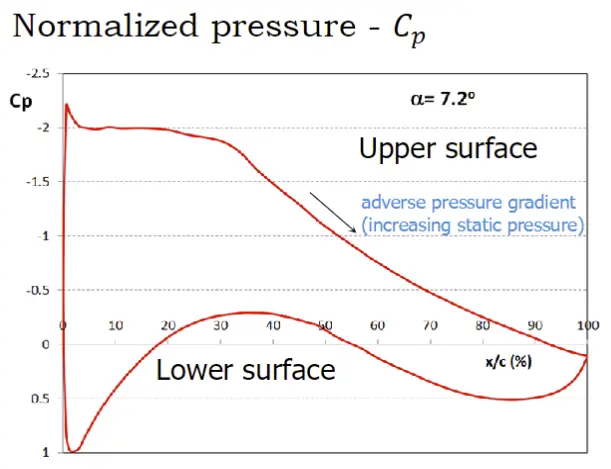 Normalized pressure - Cₚ
-2.5
Cp
α= 7.2º
-2
Upper surface
-1.5
adverse pressure gradient
(increasing static pressure)
-1
-0.5
0 10 20 30 40 50 60 70 80 90 100
0
x/c (%)
Lower surface
0.5
1